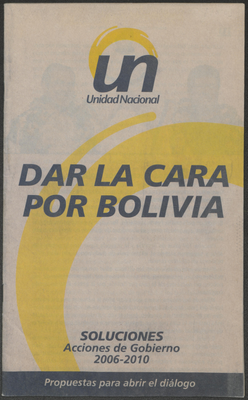 un
Unidad Nacional
DAR LA CARA
POR BOLIVIA
SOLUCIONES
Acciones de Gobierno
2006-2010
Propuestas para abrir el diálogo